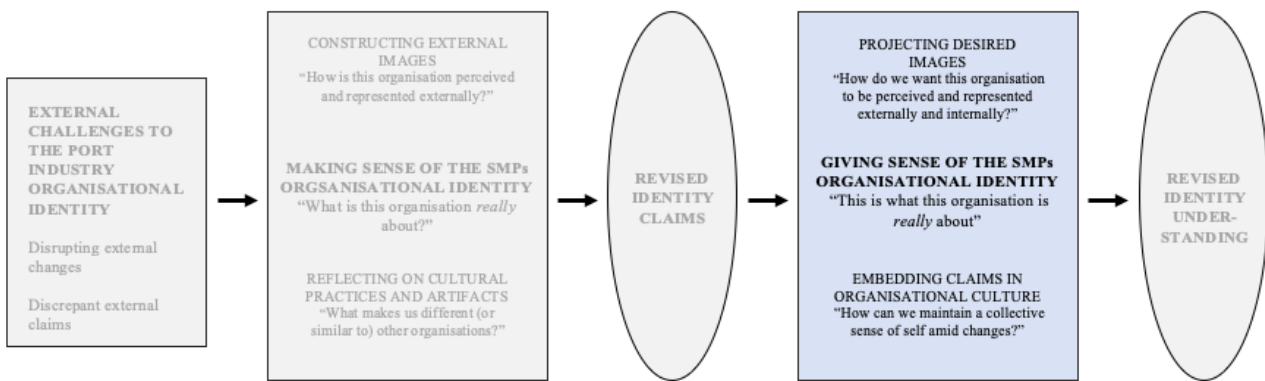 EXTERNAL
CHALLENGES TO
THE PORT
INDUSTRY
ORGANISATIONAL
IDENTITY
Disrupting external
changes
Discrepant external
claims
CONSTRUCTING EXTERNAL
IMAGES
“How is this organisation perceived
and represented externally?”
MAKING SENSE OF THE SMPs
ORGSANISATIONAL IDENTITY
“What is this organisation really
about?”
REFLECTING ON CULTURAL
PRACTICES AND ARTIFACTS
“What makes us different (or
similar to) other organisations?”
REVISED
IDENTITY
CLAIMS
PROJECTING DESIRED
IMAGES
“How do we want this organisation
to be perceived and represented
externally and internally?”
GIVING SENSE OF THE SMPs
ORGANISATIONAL IDENTITY
“This is what this organisation is
really about”
EMBEDDING CLAIMS IN
ORGANISATIONAL CULTURE
“How can we maintain a collective
sense of self amid changes?”
REVISED
IDENTITY
UNDER-
STANDING